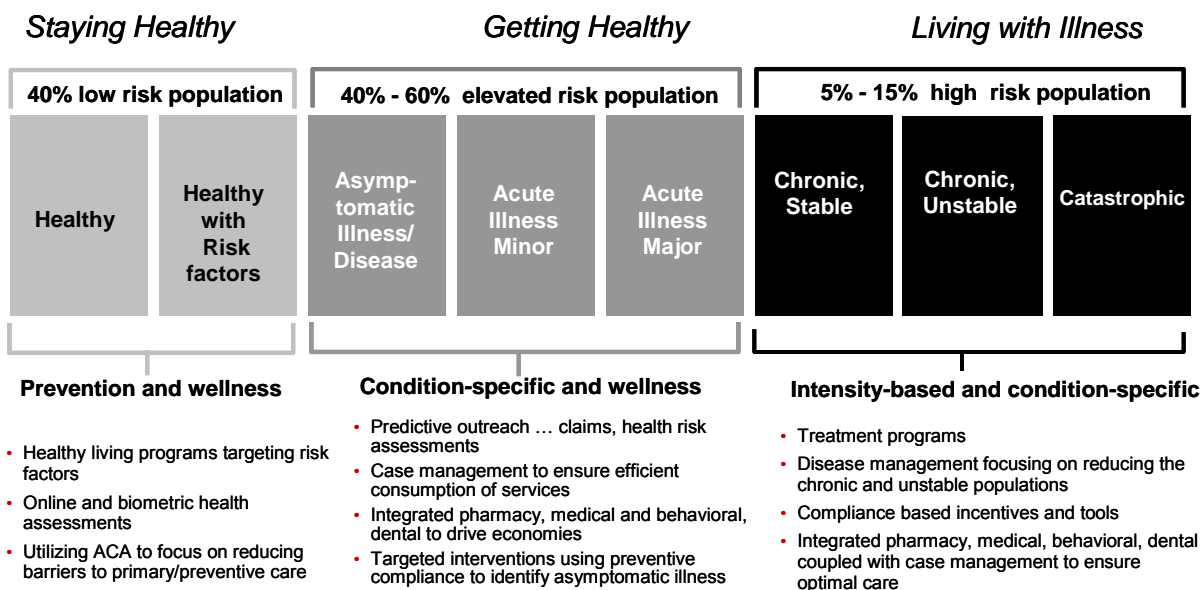 Staying Healthy
Getting Healthy
Living with Illness
40% low risk population
40% - 60% elevated risk population
5% - 15% high risk population
Healthy
Healthy
with
Risk
factors
Asymp-
tomatic
Illness/
Disease
Acute
Illness
Minor
Acute
Illness
Major
Chronic,
Stable
Chronic,
Unstable
Catastrophic
Prevention and wellness
• Healthy living programs targeting risk
factors
• Online and biometric health
assessments
• Utilizing ACA to focus on reducing
barriers to primary/preventive care
Condition-specific and wellness
• Predictive outreach … claims, health risk
assessments
• Case management to ensure efficient
consumption of services
• Integrated pharmacy, medical and behavioral,
dental to drive economies
• Targeted interventions using preventive
compliance to identify asymptomatic illness
Intensity-based and condition-specific
• Treatment programs
• Disease management focusing on reducing the
chronic and unstable populations
• Compliance based incentives and tools
• Integrated pharmacy, medical, behavioral, dental
coupled with case management to ensure
optimal care